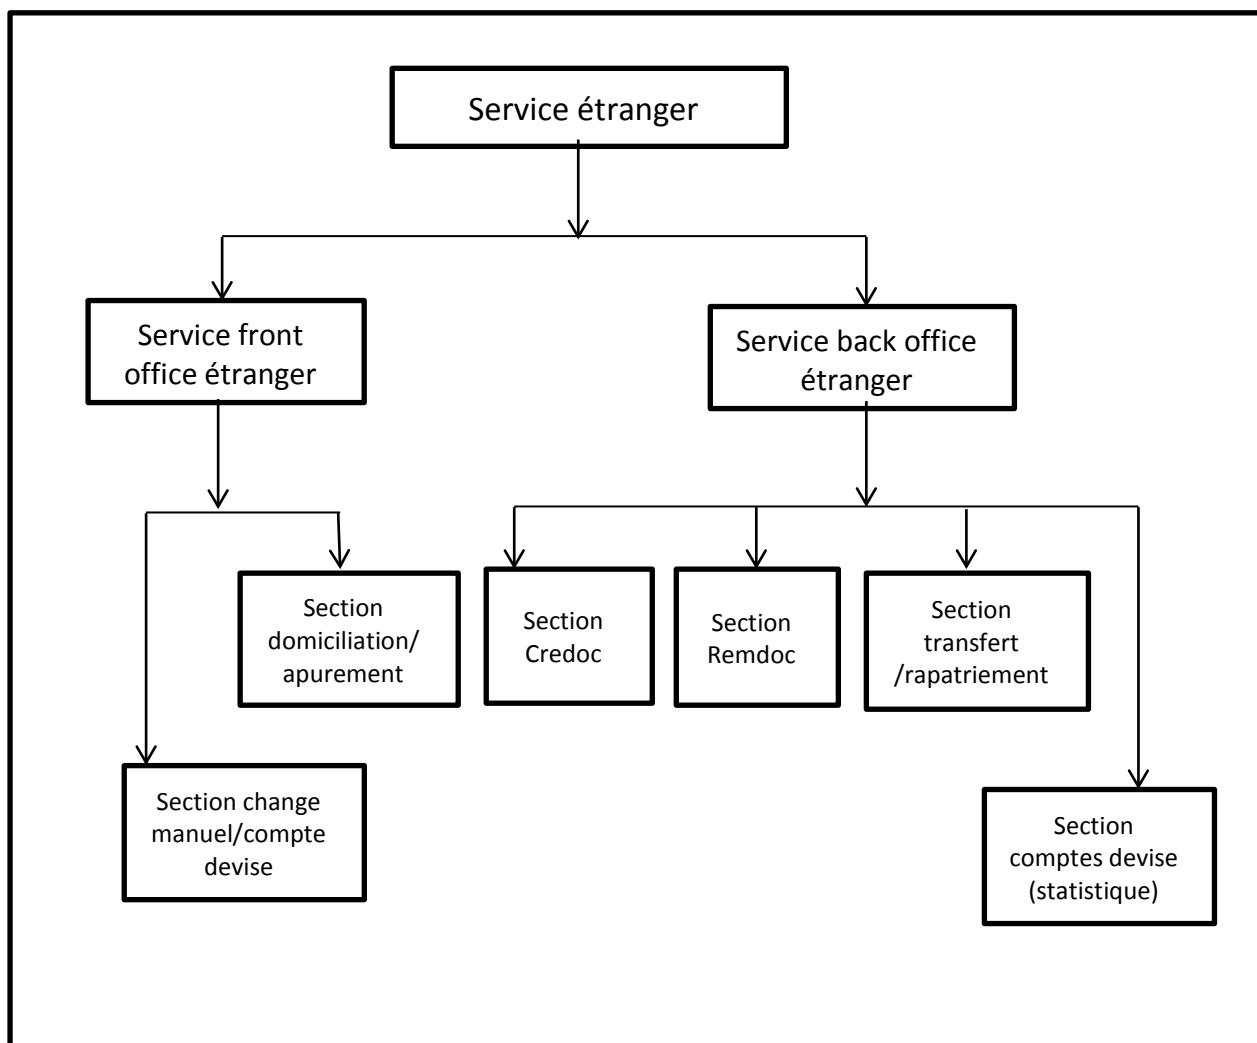 Service étranger
Service front
office étranger
Service back office
étranger
Section
domiciliation/
apurement
Section
Credoc
Section
Remdoc
Section
transfert
/rapatriement
Section change
manuel/compte
devise
Section
comptes devise
(statistique)